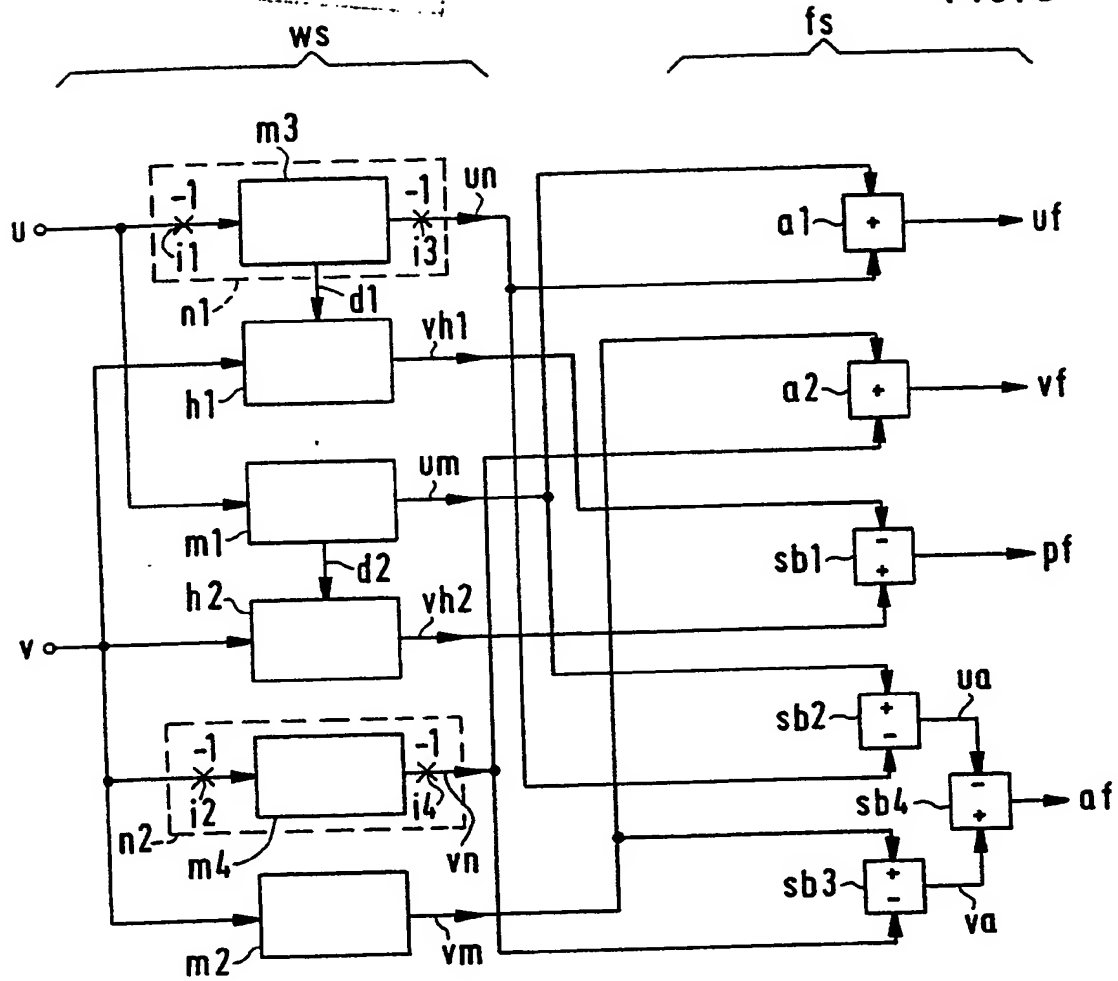 ws
fs
m3
-1
-1
un
u
i1
i3
n1
d1
a1
+
uf
vh1
h1
a2
+
vf
um
m1
d2
sb1
-
+
pf
h2
vh2
v
-1
-1
i2
i4
n2
m4
vn
sb2
+
-
ua
sb4
-
+
af
sb3
+
-
va
m2
vm